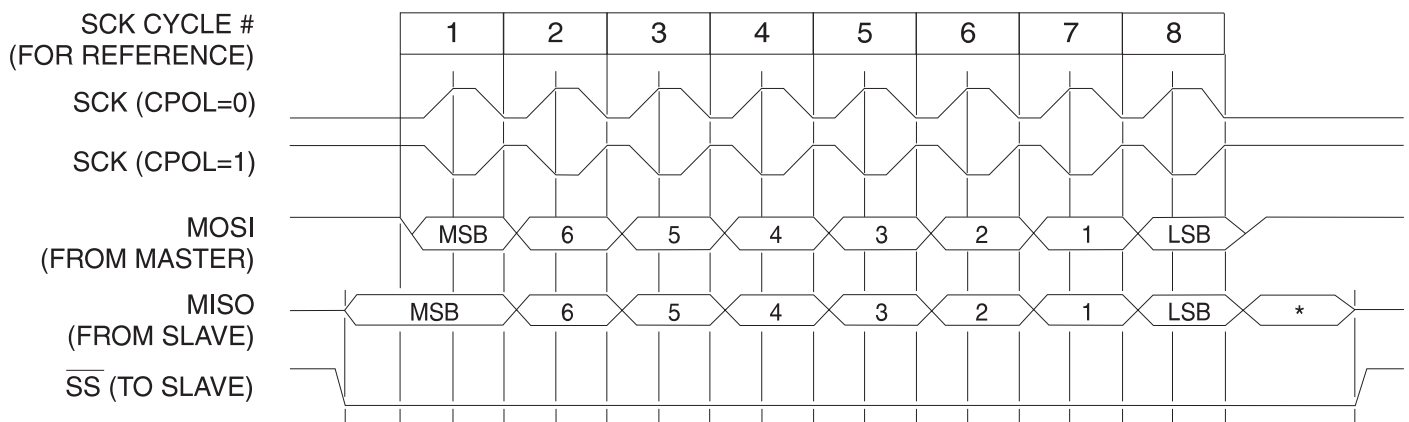 SCK CYCLE #
(FOR REFERENCE)
1 2 3 4 5 6 7 8
SCK (CPOL=0)
SCK (CPOL=1)
MOSI
(FROM MASTER)
MSB 6 5 4 3 2 1 LSB
MISO
(FROM SLAVE)
MSB 6 5 4 3 2 1 LSB *
S̅S̅ (TO SLAVE)